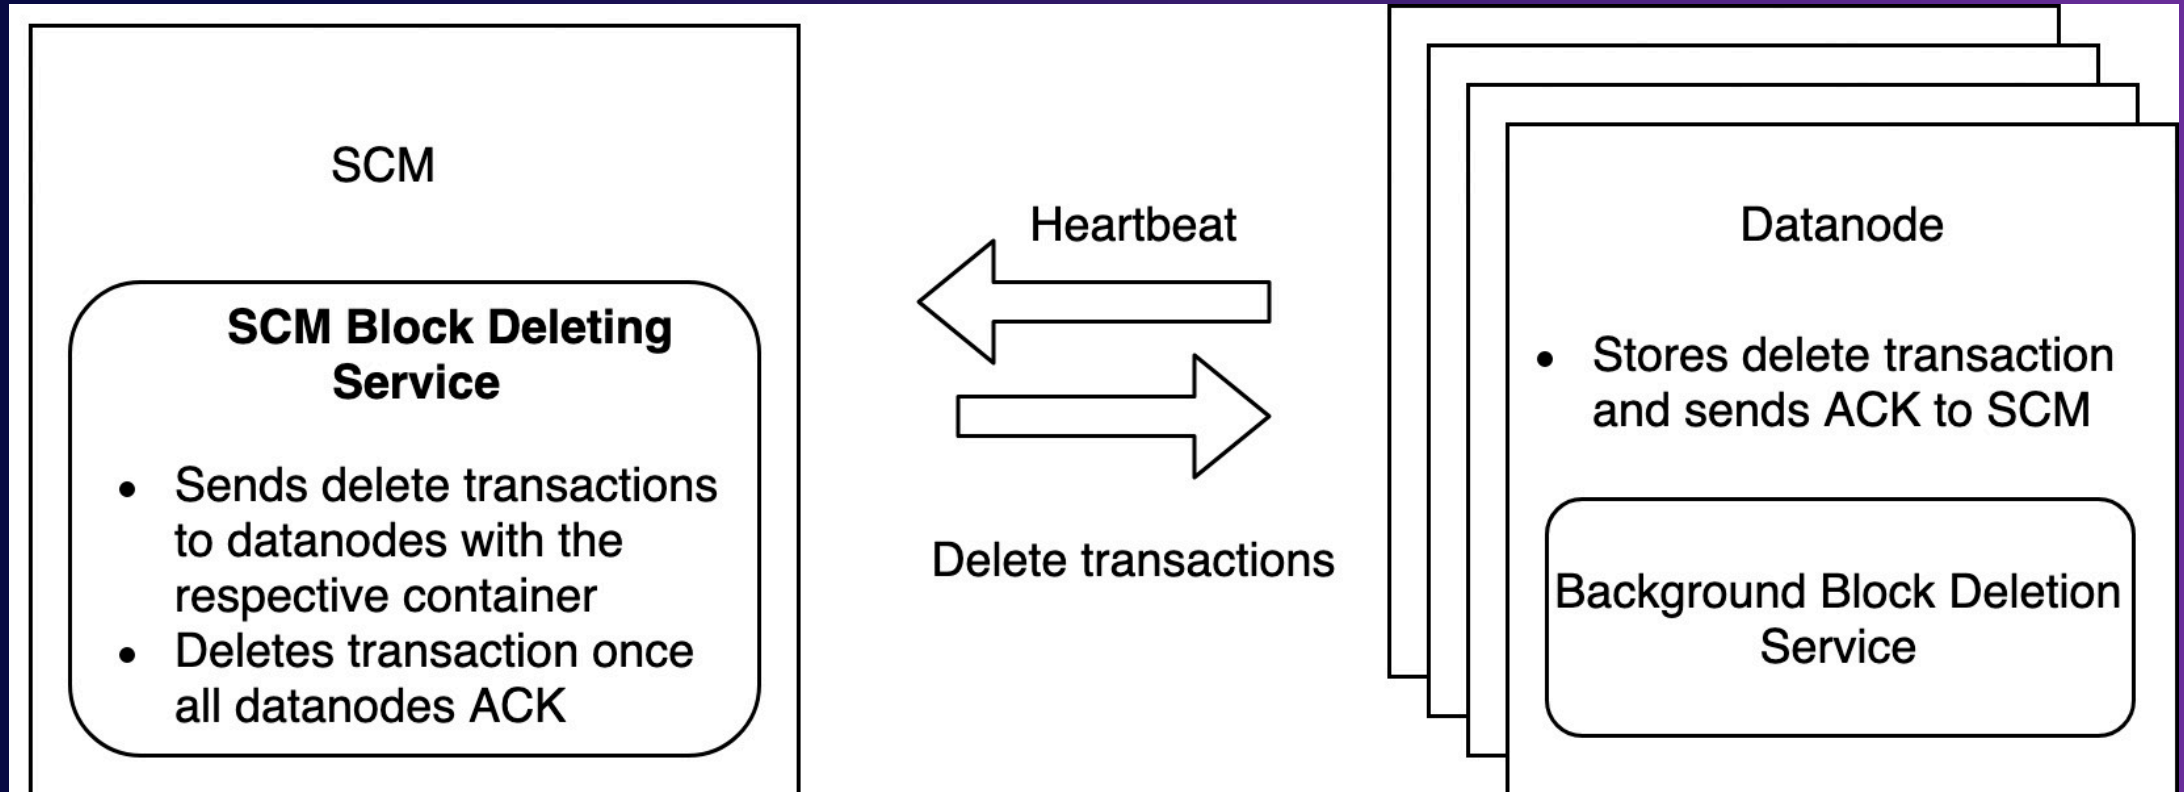 SCM
SCM Block Deleting
Service
• Sends delete transactions
to datanodes with the
respective container
• Deletes transaction once
all datanodes ACK
Heartbeat
Delete transactions
Datanode
• Stores delete transaction
and sends ACK to SCM
Background Block Deletion
Service